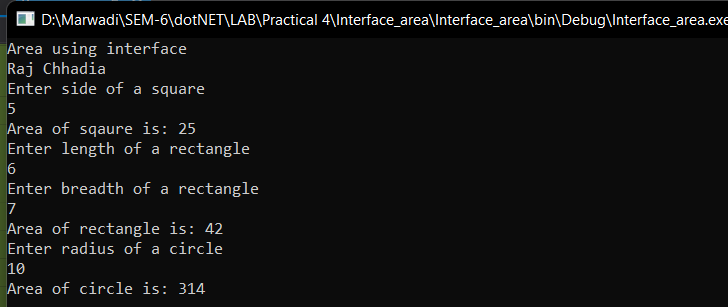 D:\Marwadi\SEM-6\dotNET\LAB\Practical 4\Interface_area\Interface_area\bin\Debug\Interface_area.exe
Area using interface
Raj Chhadia
Enter side of a square
5
Area of sqaure is: 25
Enter length of a rectangle
6
Enter breadth of a rectangle
7
Area of rectangle is: 42
Enter radius of a circle
10
Area of circle is: 314